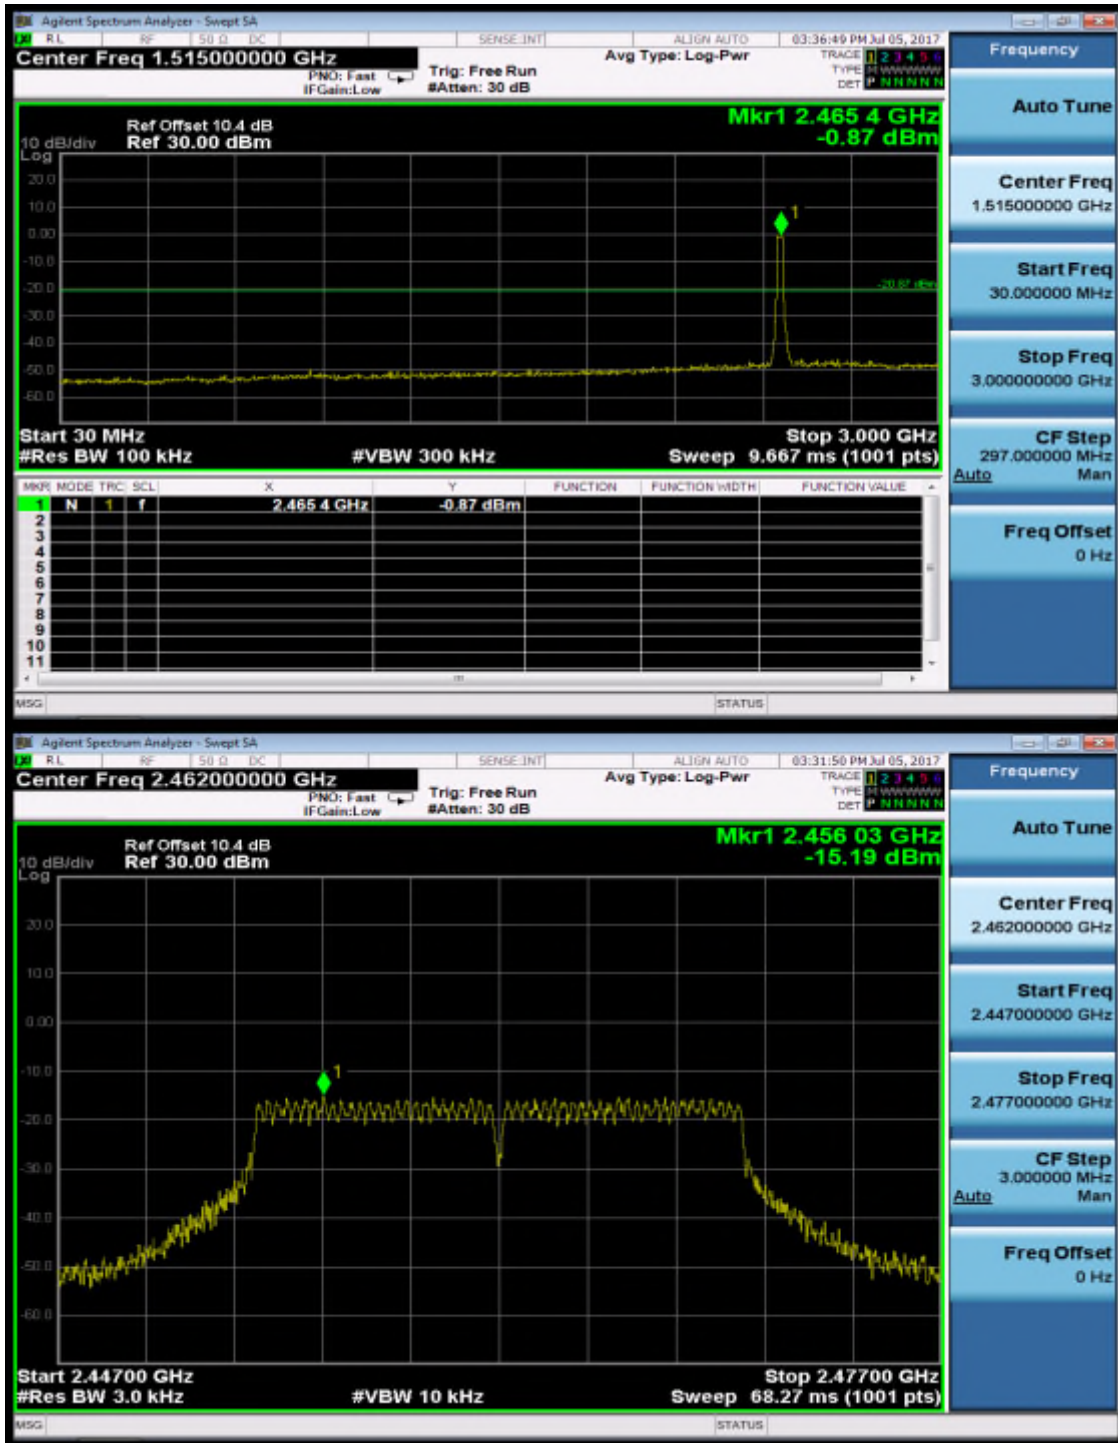 Agilent Spectrum Analyzer - Swept SA
RL RF 50 Ω DC SENSE:INT ALIGN AUTO 03:36:49 PM Jul 05, 2017
Center Freq 1.515000000 GHz
PNO: Fast
IFGain:Low
Trig: Free Run
#Atten: 30 dB
Avg Type: Log-Pwr
TRACE 1 2 3 4 5 6
TYPE M W W W W W
DET P N N N N N
Mkr1 2.465 4 GHz
-0.87 dBm
Ref Offset 10.4 dB
10 dB/div Ref 30.00 dBm
Log
20.0
10.0
0.00
-10.0
-20.0
-30.0
-40.0
-50.0
-60.0
1
-20.87 dBm
Start 30 MHz Stop 3.000 GHz
#Res BW 100 kHz #VBW 300 kHz Sweep 9.667 ms (1001 pts)
MKR MODE TRC SCL X Y FUNCTION FUNCTION WIDTH FUNCTION VALUE
1 N 1 f 2.465 4 GHz -0.87 dBm
2
3
4
5
6
7
8
9
10
11
MSG STATUS
Frequency
Auto Tune
Center Freq
1.515000000 GHz
Start Freq
30.000000 MHz
Stop Freq
3.000000000 GHz
CF Step
297.000000 MHz
Auto Man
Freq Offset
0 Hz
Agilent Spectrum Analyzer - Swept SA
RL RF 50 Ω DC SENSE:INT ALIGN AUTO 03:31:50 PM Jul 05, 2017
Center Freq 2.462000000 GHz
PNO: Fast
IFGain:Low
Trig: Free Run
#Atten: 30 dB
Avg Type: Log-Pwr
TRACE 1 2 3 4 5 6
TYPE M W W W W W
DET P N N N N N
Mkr1 2.456 03 GHz
-15.19 dBm
Ref Offset 10.4 dB
10 dB/div Ref 30.00 dBm
Log
20.0
10.0
0.00
-10.0
-20.0
-30.0
-40.0
-50.0
-60.0
1
Start 2.44700 GHz Stop 2.47700 GHz
#Res BW 3.0 kHz #VBW 10 kHz Sweep 68.27 ms (1001 pts)
MSG STATUS
Frequency
Auto Tune
Center Freq
2.462000000 GHz
Start Freq
2.447000000 GHz
Stop Freq
2.477000000 GHz
CF Step
3.000000 MHz
Auto Man
Freq Offset
0 Hz